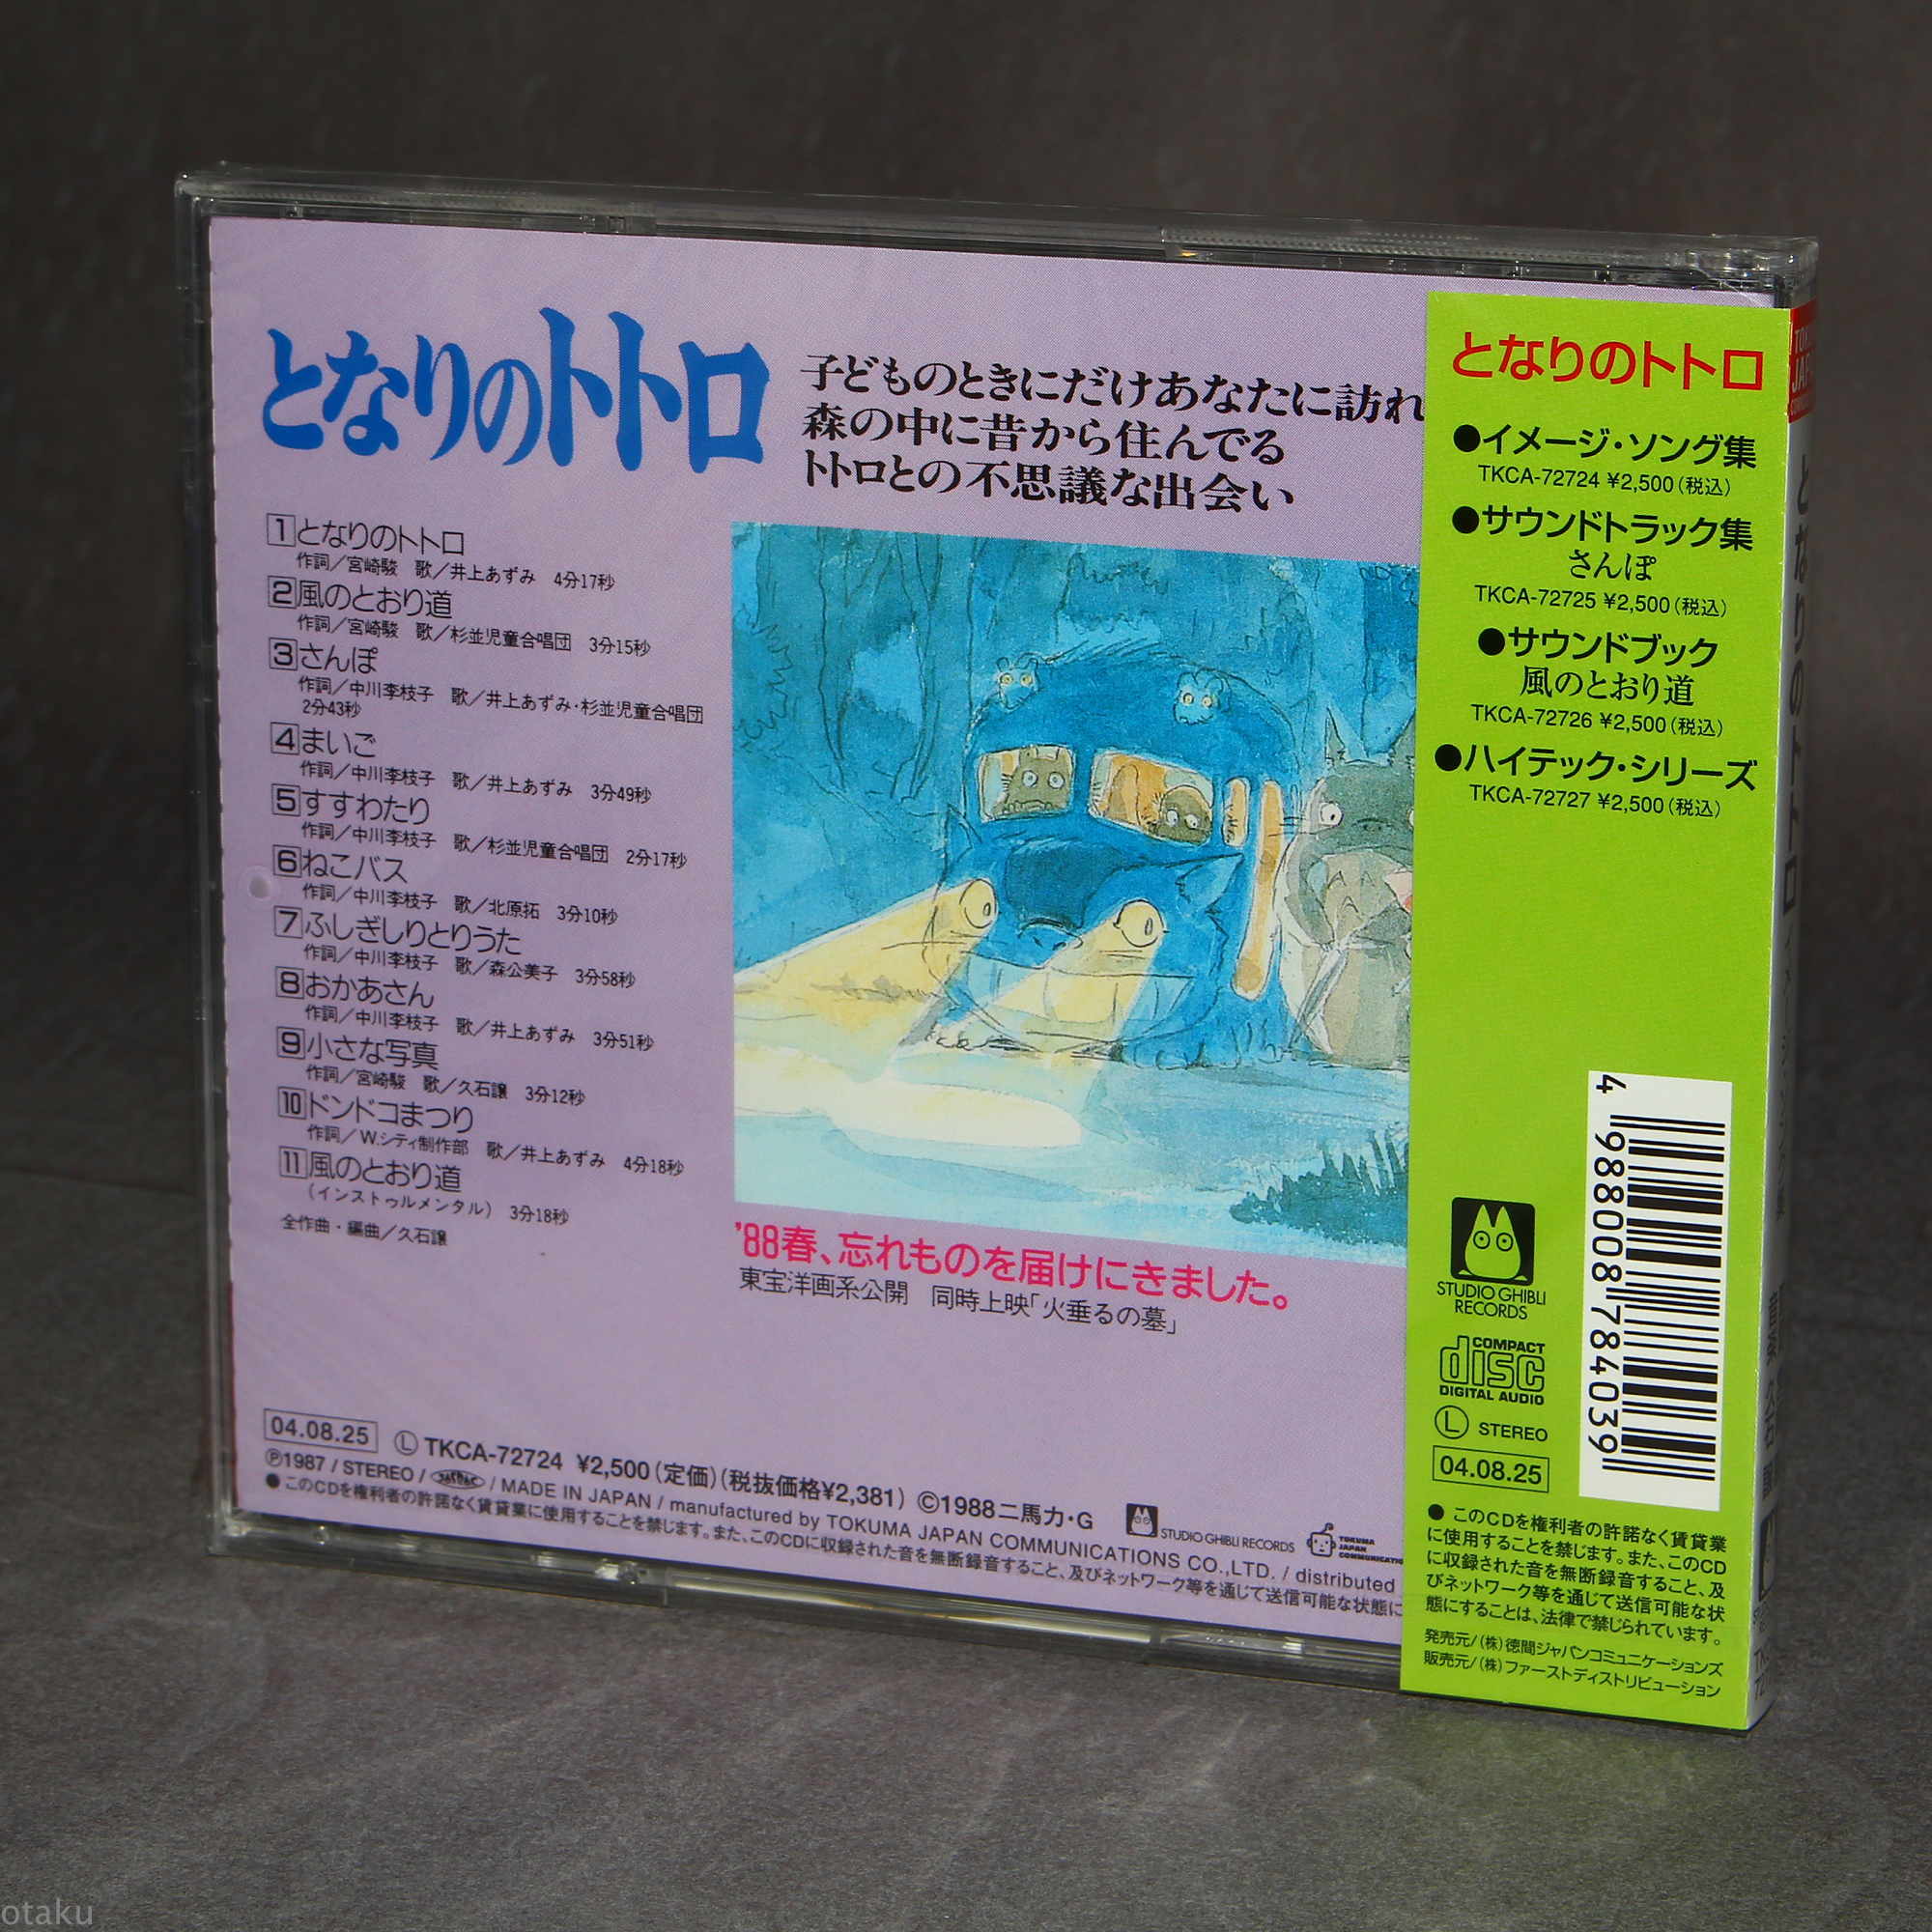 となりのトトロ
子どものときにだけあなたに訪れ
森の中に昔から住んでる
トトロとの不思議な出会い
1 となりのトトロ
作詞／宮崎駿 歌／井上あずみ 4分17秒
2 風のとおり道
作詞／宮崎駿 歌／杉並児童合唱団 3分15秒
3 さんぽ
作詞／中川李枝子 歌／井上あずみ・杉並児童合唱団
2分43秒
4 まいご
作詞／中川李枝子 歌／井上あずみ 3分49秒
5 すすわたり
作詞／中川李枝子 歌／杉並児童合唱団 2分17秒
6 ねこバス
作詞／中川李枝子 歌／北原拓 3分10秒
7 ふしぎしりとりうた
作詞／中川李枝子 歌／森公美子 3分58秒
8 おかあさん
作詞／中川李枝子 歌／井上あずみ 3分51秒
9 小さな写真
作詞／宮崎駿 歌／久石譲 3分12秒
10 ドンドコまつり
作詞／W.シティ制作部 歌／井上あずみ 4分18秒
11 風のとおり道
（インストゥルメンタル） 3分18秒
全作曲・編曲／久石譲
'88春、忘れものを届けにきました。
東宝洋画系公開 同時上映「火垂るの墓」
04.08.25 Ⓛ TKCA-72724 ¥2,500（定価）（税抜価格¥2,381） ©1988二馬力・G
STUDIO GHIBLI RECORDS
TOKUMA
JAPAN
COMMUNICATIO
℗1987 / STEREO / JASRAC / MADE IN JAPAN / manufactured by TOKUMA JAPAN COMMUNICATIONS CO.,LTD. / distributed
●このCDを権利者の許諾なく賃貸業に使用することを禁じます。また、このCDに収録された音を無断録音すること、及びネットワーク等を通じて送信可能な状態に
となりのトトロ
●イメージ・ソング集
TKCA-72724 ¥2,500（税込）
●サウンドトラック集
さんぽ
TKCA-72725 ¥2,500（税込）
●サウンドブック
風のとおり道
TKCA-72726 ¥2,500（税込）
●ハイテック・シリーズ
TKCA-72727 ¥2,500（税込）
4 988008 784039
STUDIO GHIBLI
RECORDS
COMPACT
disc
DIGITAL AUDIO
Ⓛ STEREO
04.08.25
●このCDを権利者の許諾なく賃貸業
に使用することを禁じます。また、このCD
に収録された音を無断録音すること、及
びネットワーク等を通じて送信可能な状
態にすることは、法律で禁じられています。
発売元/（株）徳間ジャパンコミュニケーションズ
販売元/（株）ファーストディストリビューション
となりのトトロ
otaku